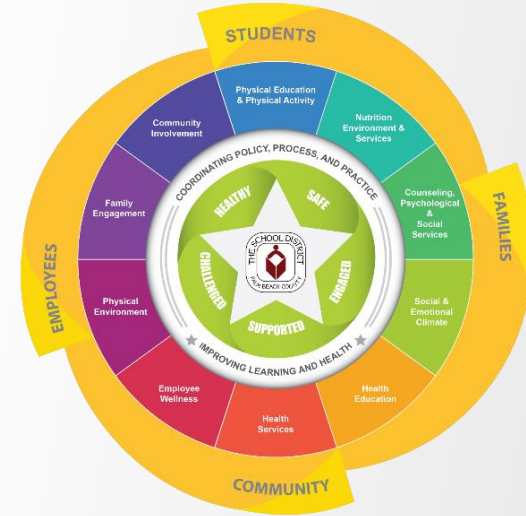 STUDENTS
FAMILIES
COMMUNITY
EMPLOYEES
Physical Education
& Physical Activity
Nutrition
Environment &
Services
Counseling,
Psychological
&
Social
Services
Social &
Emotional
Climate
Health
Education
Health
Services
Employee
Wellness
Physical
Environment
Family
Engagement
Community
Involvement
COORDINATING POLICY, PROCESS, AND PRACTICE
IMPROVING LEARNING AND HEALTH
HEALTHY
SAFE
ENGAGED
SUPPORTED
CHALLENGED
THE SCHOOL DISTRICT
PALM BEACH COUNTY